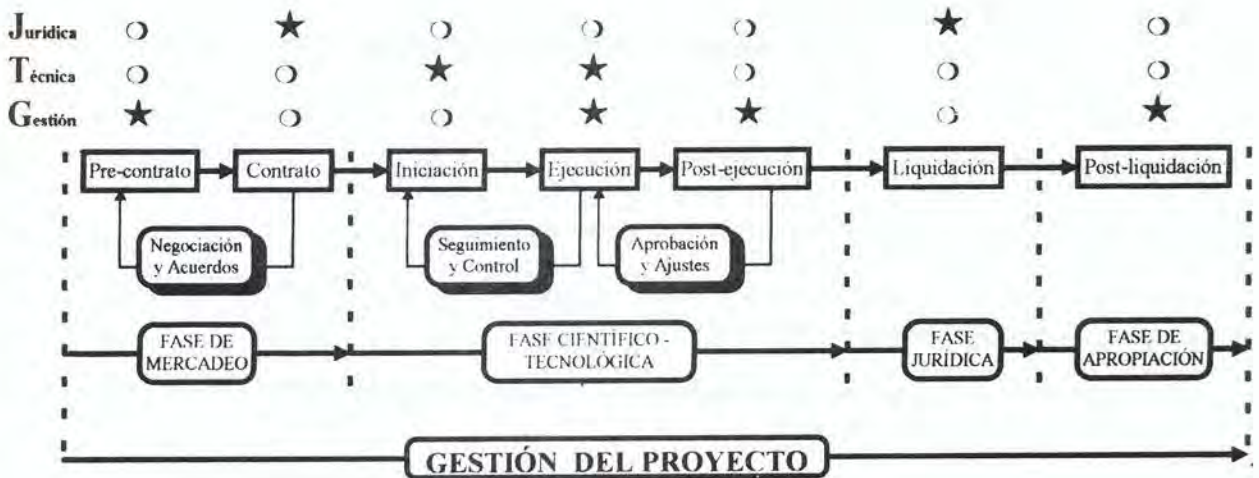 Jurídica
Técnica
Gestión
Pre-contrato
Contrato
Iniciación
Ejecución
Post-ejecución
Liquidación
Post-liquidación
Negociación
y Acuerdos
Seguimiento
y Control
Aprobación
y Ajustes
FASE DE
MERCADEO
FASE CIENTÍFICO -
TECNOLÓGICA
FASE
JURÍDICA
FASE DE
APROPIACIÓN
GESTIÓN DEL PROYECTO